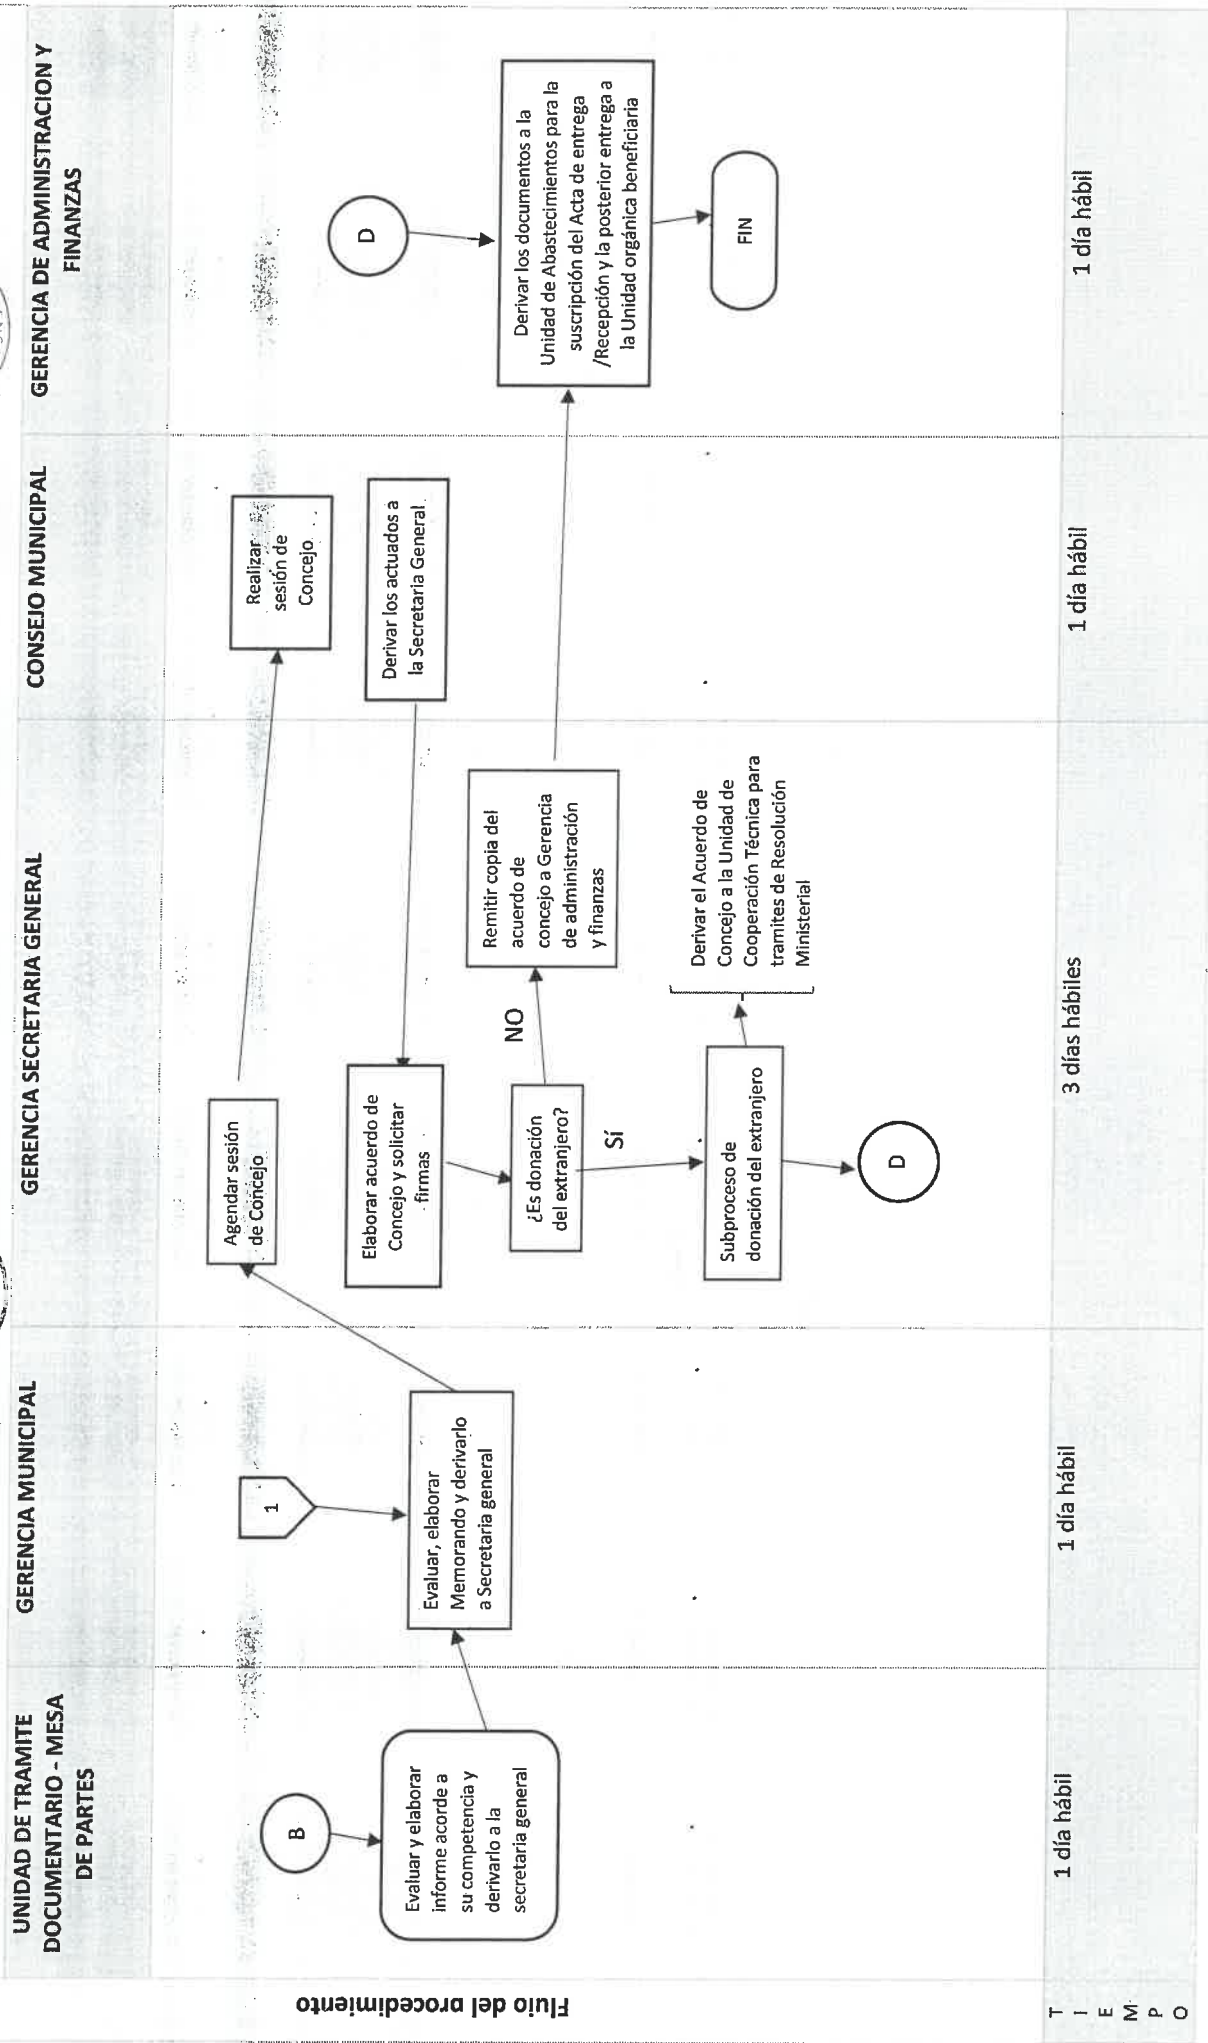 UNIDAD DE TRAMITE
DOCUMENTARIO - MESA
DE PARTES
GERENCIA MUNICIPAL
GERENCIA SECRETARIA GENERAL
CONSEJO MUNICIPAL
GERENCIA DE ADMINISTRACION Y
FINANZAS
Flujo del procedimiento
B
Evaluar y elaborar
informe acorde a
su competencia y
derivarlo a la
secretaria general
1
Evaluar, elaborar
Memorando y derivarlo
a Secretaria general
Agendar sesión
de Concejo
Elaborar acuerdo de
Concejo y solicitar
firmas
¿Es donación
del extranjero?
NO
SÍ
Remitir copia del
acuerdo de
concejo a Gerencia
de administración
y finanzas
Subproceso de
donación del extranjero
Derivar el Acuerdo de
Concejo a la Unidad de
Cooperación Técnica para
tramites de Resolución
Ministerial
D
Realizar
sesión de
Concejo
Derivar los actuados a
la Secretaria General
D
Derivar los documentos a la
Unidad de Abastecimientos para la
suscripción del Acta de entrega
/Recepción y la posterior entrega a
la Unidad orgánica beneficiaria
FIN
T
I
E
M
P
O
1 día hábil
1 día hábil
3 días hábiles
1 día hábil
1 día hábil